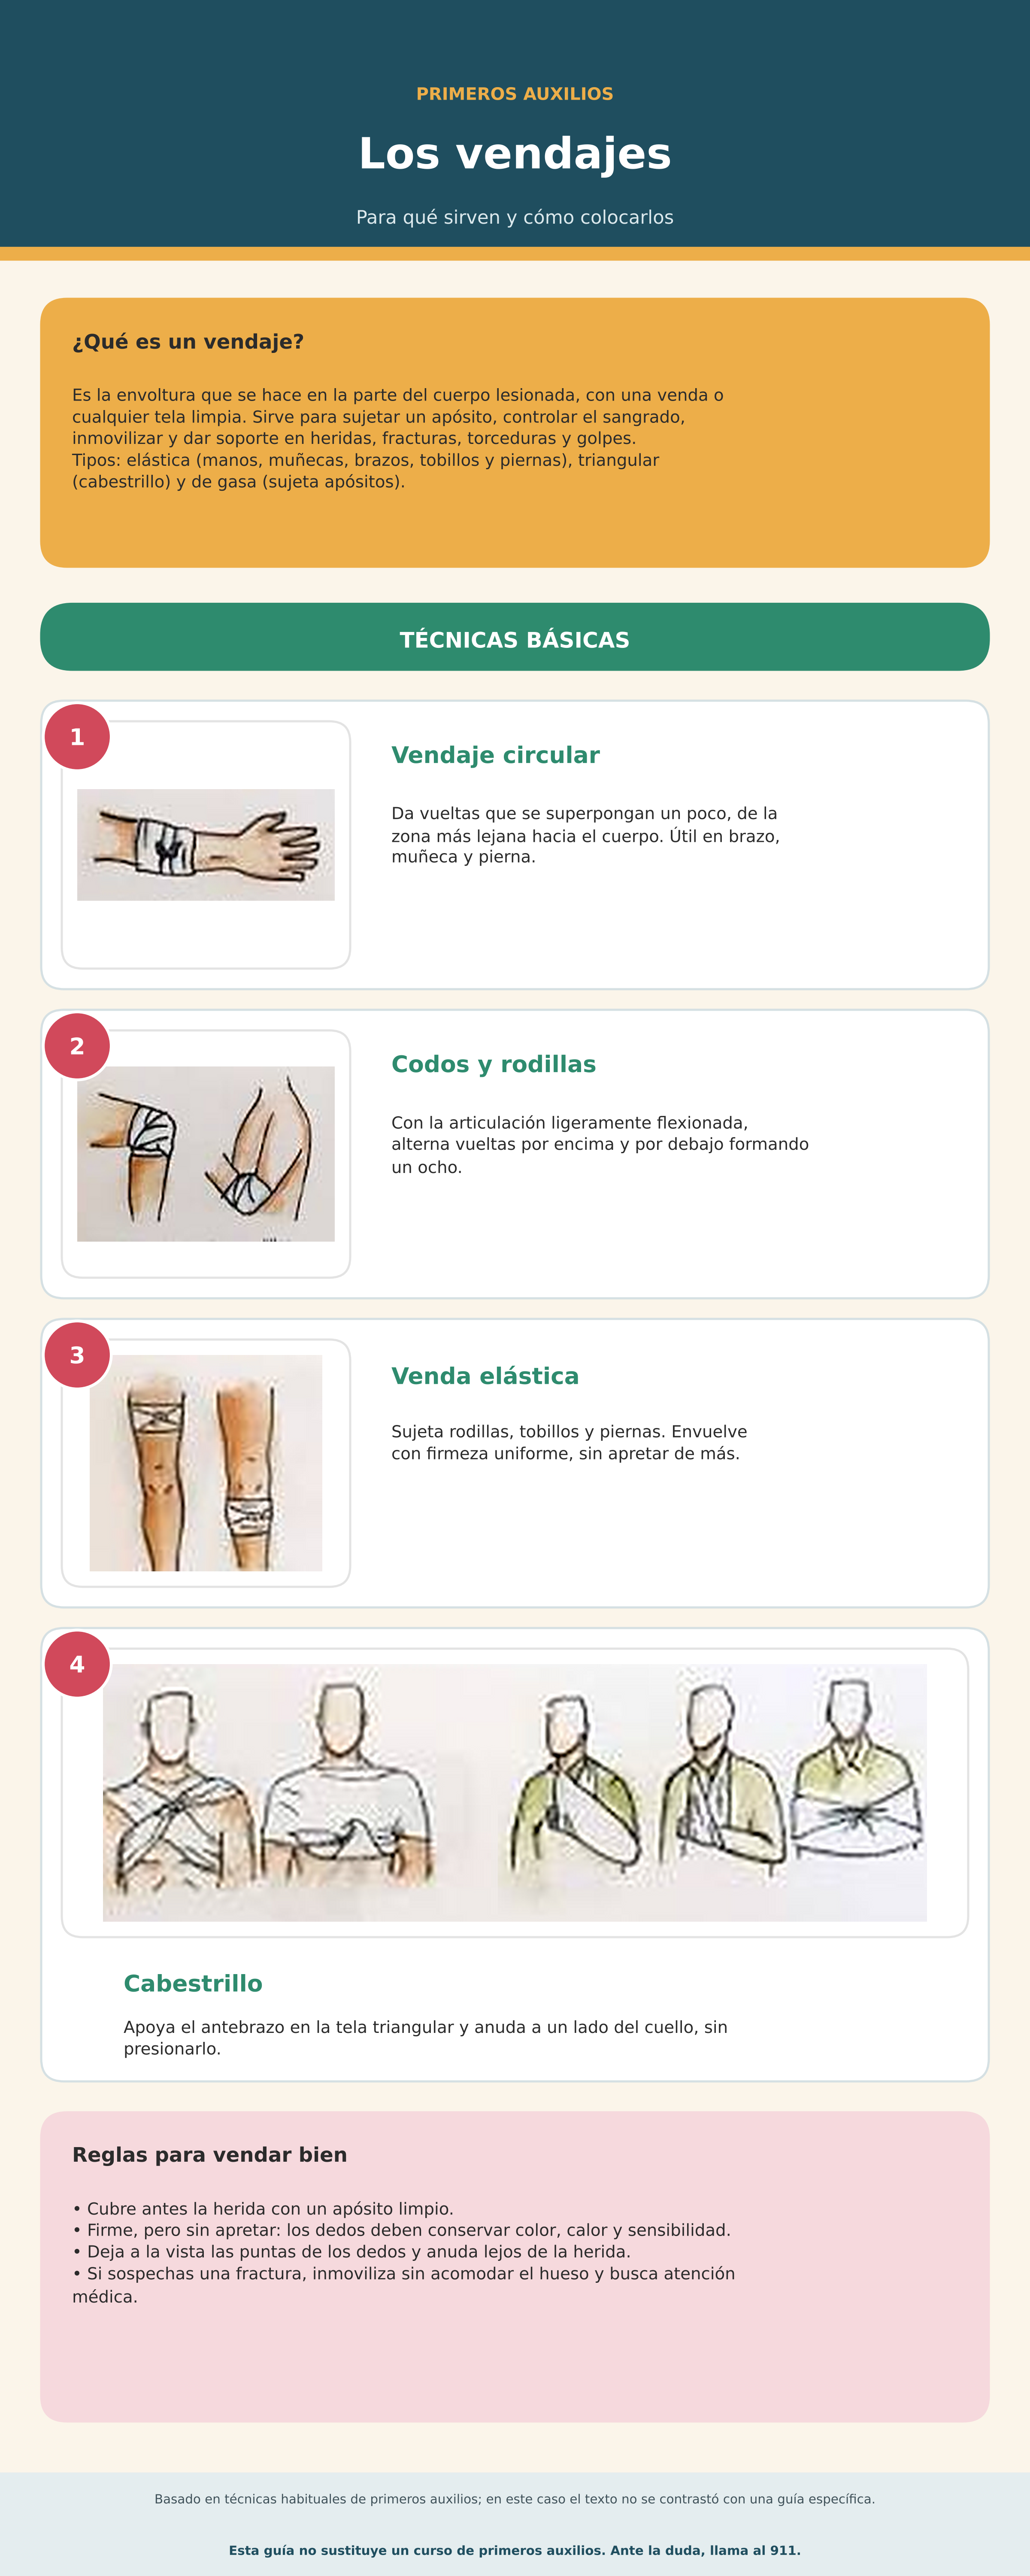 PRIMEROS AUXILIOS
Los vendajes
Para qué sirven y cómo colocarlos
¿Qué es un vendaje?
Es la envoltura que se hace en la parte del cuerpo lesionada, con una venda o
cualquier tela limpia. Sirve para sujetar un apósito, controlar el sangrado,
inmovilizar y dar soporte en heridas, fracturas, torceduras y golpes.
Tipos: elástica (manos, muñecas, brazos, tobillos y piernas), triangular
(cabestrillo) y de gasa (sujeta apósitos).
TÉCNICAS BÁSICAS
1
Vendaje circular
Da vueltas que se superpongan un poco, de la
zona más lejana hacia el cuerpo. Útil en brazo,
muñeca y pierna.
2
Codos y rodillas
Con la articulación ligeramente flexionada,
alterna vueltas por encima y por debajo formando
un ocho.
3
Venda elástica
Sujeta rodillas, tobillos y piernas. Envuelve
con firmeza uniforme, sin apretar de más.
4
Cabestrillo
Apoya el antebrazo en la tela triangular y anuda a un lado del cuello, sin
presionarlo.
Reglas para vendar bien
• Cubre antes la herida con un apósito limpio.
• Firme, pero sin apretar: los dedos deben conservar color, calor y sensibilidad.
• Deja a la vista las puntas de los dedos y anuda lejos de la herida.
• Si sospechas una fractura, inmoviliza sin acomodar el hueso y busca atención
médica.
Basado en técnicas habituales de primeros auxilios; en este caso el texto no se contrastó con una guía específica.
Esta guía no sustituye un curso de primeros auxilios. Ante la duda, llama al 911.